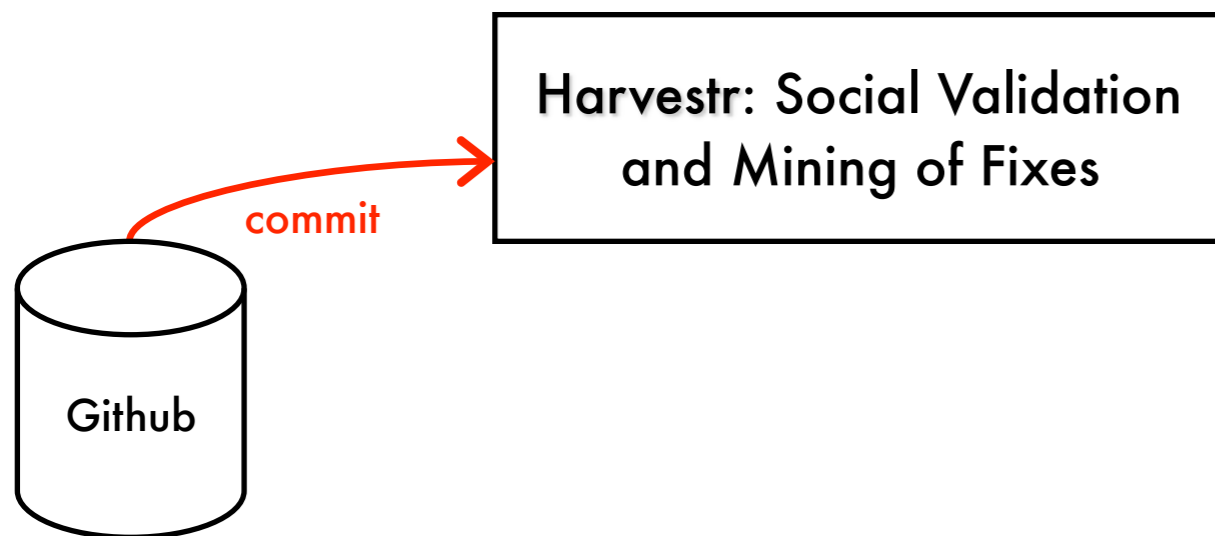 Harvestr: Social Validation
and Mining of Fixes
commit
Github